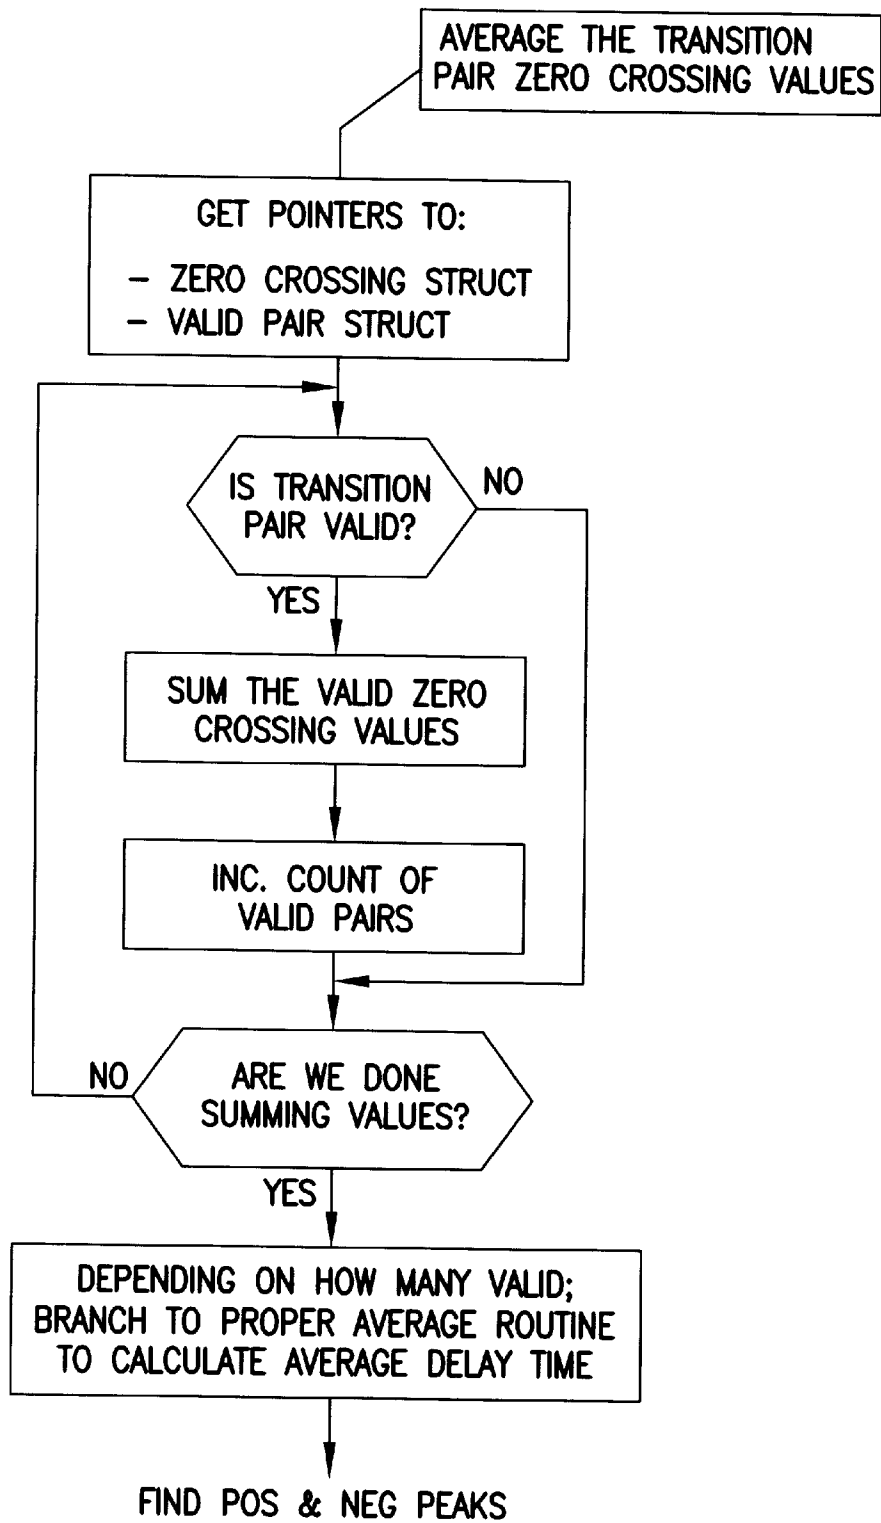 AVERAGE THE TRANSITION
PAIR ZERO CROSSING VALUES
GET POINTERS TO:
- ZERO CROSSING STRUCT
- VALID PAIR STRUCT
IS TRANSITION
PAIR VALID?
NO
YES
SUM THE VALID ZERO
CROSSING VALUES
INC. COUNT OF
VALID PAIRS
ARE WE DONE
SUMMING VALUES?
NO
YES
DEPENDING ON HOW MANY VALID;
BRANCH TO PROPER AVERAGE ROUTINE
TO CALCULATE AVERAGE DELAY TIME
FIND POS & NEG PEAKS